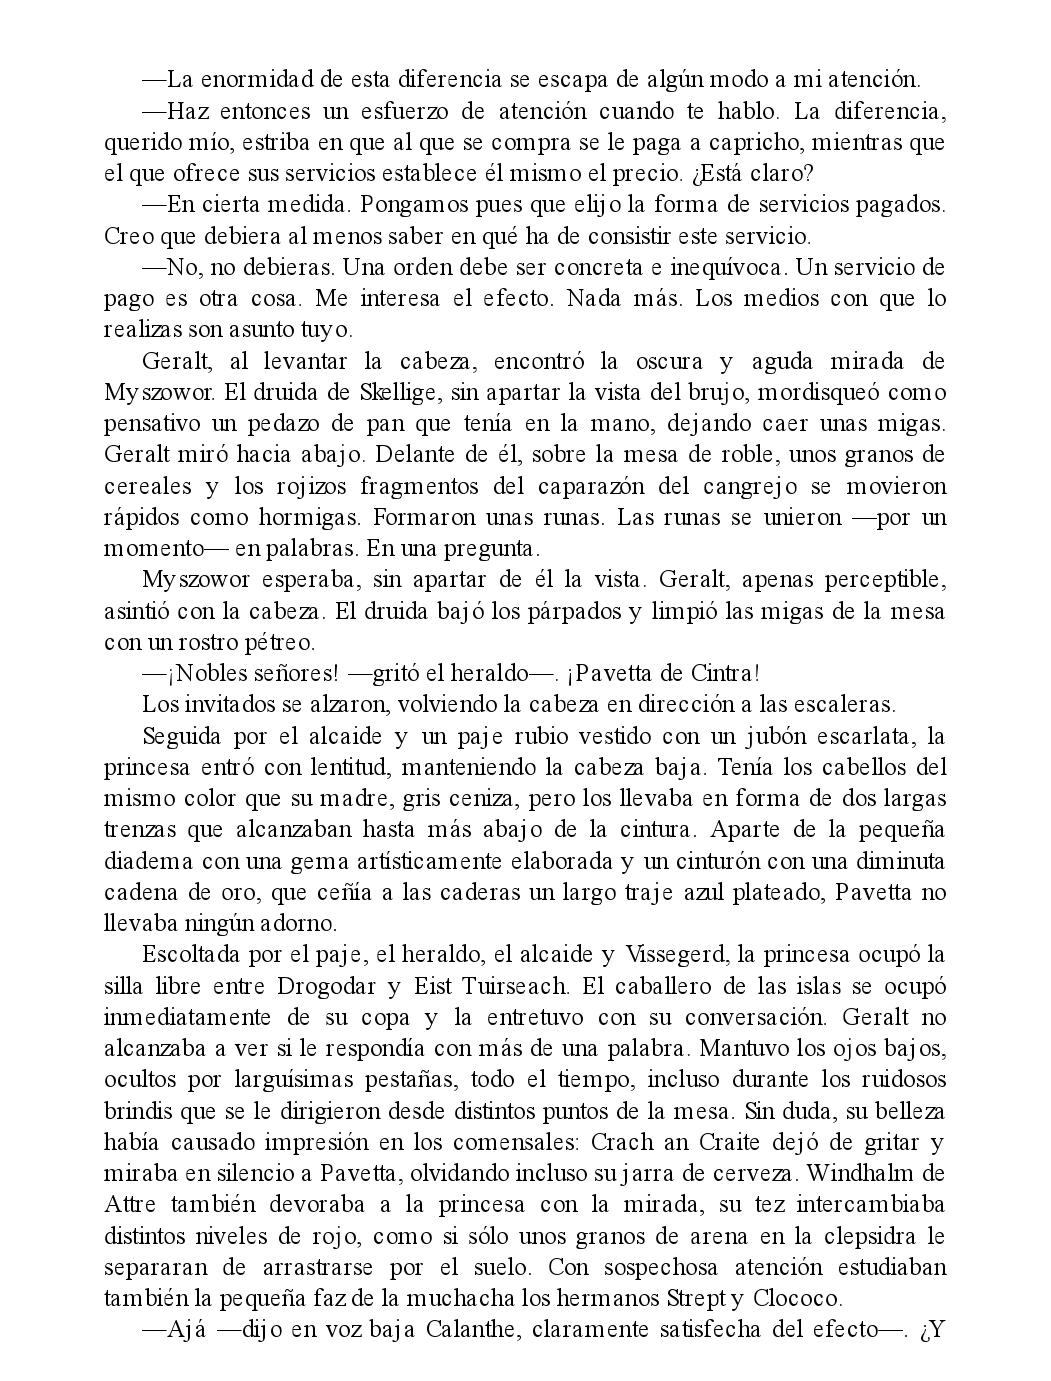 —La enormidad de esta diferencia se escapa de algún modo a mi atención.
—Haz entonces un esfuerzo de atención cuando te hablo. La diferencia,
querido mío, estriba en que al que se compra se le paga a capricho, mientras que
el que ofrece sus servicios establece él mismo el precio. ¿Está claro?
—En cierta medida. Pongamos pues que elijo la forma de servicios pagados.
Creo que debiera al menos saber en qué ha de consistir este servicio.
—No, no debieras. Una orden debe ser concreta e inequívoca. Un servicio de
pago es otra cosa. Me interesa el efecto. Nada más. Los medios con que lo
realizas son asunto tuyo.
Geralt, al levantar la cabeza, encontró la oscura y aguda mirada de
Myszowor. El druida de Skellige, sin apartar la vista del brujo, mordisqueó como
pensativo un pedazo de pan que tenía en la mano, dejando caer unas migas.
Geralt miró hacia abajo. Delante de él, sobre la mesa de roble, unos granos de
cereales y los rojizos fragmentos del caparazón del cangrejo se movieron
rápidos como hormigas. Formaron unas runas. Las runas se unieron —por un
momento— en palabras. En una pregunta.
Myszowor esperaba, sin apartar de él la vista. Geralt, apenas perceptible,
asintió con la cabeza. El druida bajó los párpados y limpió las migas de la mesa
con un rostro pétreo.
—¡Nobles señores! —gritó el heraldo—. ¡Pavetta de Cintra!
Los invitados se alzaron, volviendo la cabeza en dirección a las escaleras.
Seguida por el alcaide y un paje rubio vestido con un jubón escarlata, la
princesa entró con lentitud, manteniendo la cabeza baja. Tenía los cabellos del
mismo color que su madre, gris ceniza, pero los llevaba en forma de dos largas
trenzas que alcanzaban hasta más abajo de la cintura. Aparte de la pequeña
diadema con una gema artísticamente elaborada y un cinturón con una diminuta
cadena de oro, que ceñía a las caderas un largo traje azul plateado, Pavetta no
llevaba ningún adorno.
Escoltada por el paje, el heraldo, el alcaide y Vissegerd, la princesa ocupó la
silla libre entre Drogodar y Eist Tuirseach. El caballero de las islas se ocupó
inmediatamente de su copa y la entretuvo con su conversación. Geralt no
alcanzaba a ver si le respondía con más de una palabra. Mantuvo los ojos bajos,
ocultos por larguísimas pestañas, todo el tiempo, incluso durante los ruidosos
brindis que se le dirigieron desde distintos puntos de la mesa. Sin duda, su belleza
había causado impresión en los comensales: Crach an Craite dejó de gritar y
miraba en silencio a Pavetta, olvidando incluso su jarra de cerveza. Windhalm de
Attre también devoraba a la princesa con la mirada, su tez intercambiaba
distintos niveles de rojo, como si sólo unos granos de arena en la clepsidra le
separaran de arrastrarse por el suelo. Con sospechosa atención estudiaban
también la pequeña faz de la muchacha los hermanos Strept y Clococo.
—Ajá —dijo en voz baja Calanthe, claramente satisfecha del efecto—. ¿Y